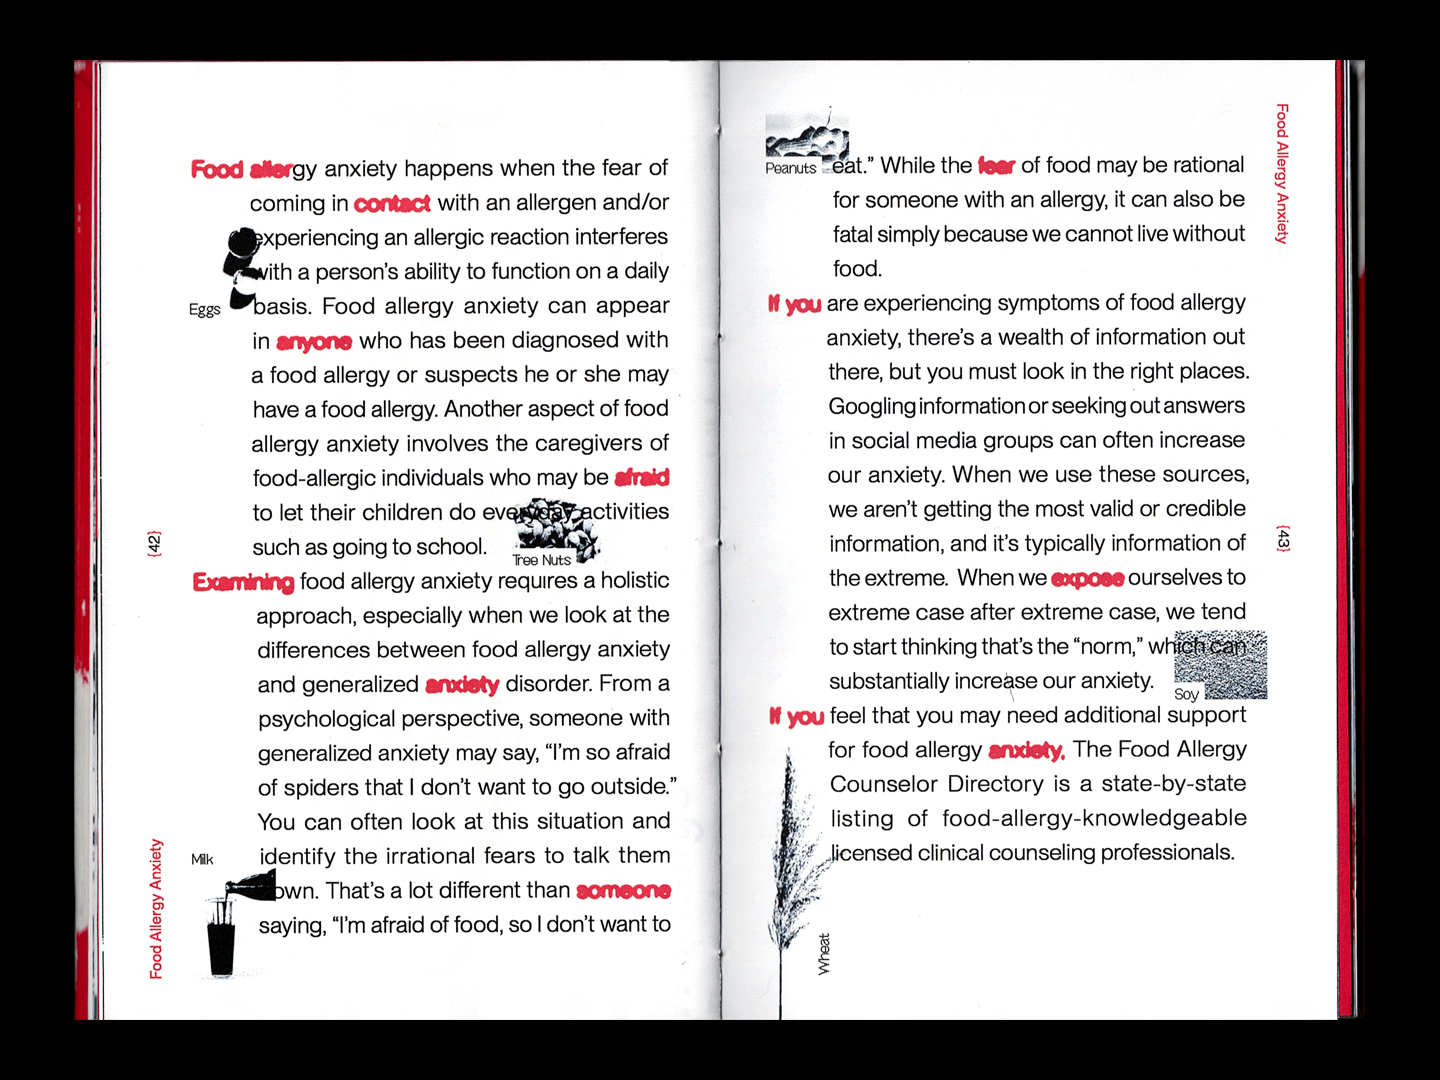 Food allergy anxiety happens when the fear of
coming in contact with an allergen and/or
experiencing an allergic reaction interferes
with a person's ability to function on a daily
Eggs
basis. Food allergy anxiety can appear
in anyone who has been diagnosed with
a food allergy or suspects he or she may
have a food allergy. Another aspect of food
allergy anxiety involves the caregivers of
food-allergic individuals who may be afraid
to let their children do everyday activities
such as going to school.
Tree Nuts
{42}
Examining food allergy anxiety requires a holistic
approach, especially when we look at the
differences between food allergy anxiety
and generalized anxiety disorder. From a
psychological perspective, someone with
generalized anxiety may say, “I’m so afraid
of spiders that I don’t want to go outside.”
You can often look at this situation and
Milk
identify the irrational fears to talk them
down. That’s a lot different than someone
saying, “I’m afraid of food, so I don’t want to
Food Allergy Anxiety
Food Allergy Anxiety
Peanuts
eat.” While the fear of food may be rational
for someone with an allergy, it can also be
fatal simply because we cannot live without
food.
If you are experiencing symptoms of food allergy
anxiety, there’s a wealth of information out
there, but you must look in the right places.
Googling information or seeking out answers
in social media groups can often increase
our anxiety. When we use these sources,
we aren’t getting the most valid or credible
information, and it’s typically information of
{43}
the extreme. When we expose ourselves to
extreme case after extreme case, we tend
to start thinking that’s the “norm,” which can
substantially increase our anxiety.
Soy
If you feel that you may need additional support
for food allergy anxiety, The Food Allergy
Counselor Directory is a state-by-state
listing of food-allergy-knowledgeable
licensed clinical counseling professionals.
Wheat